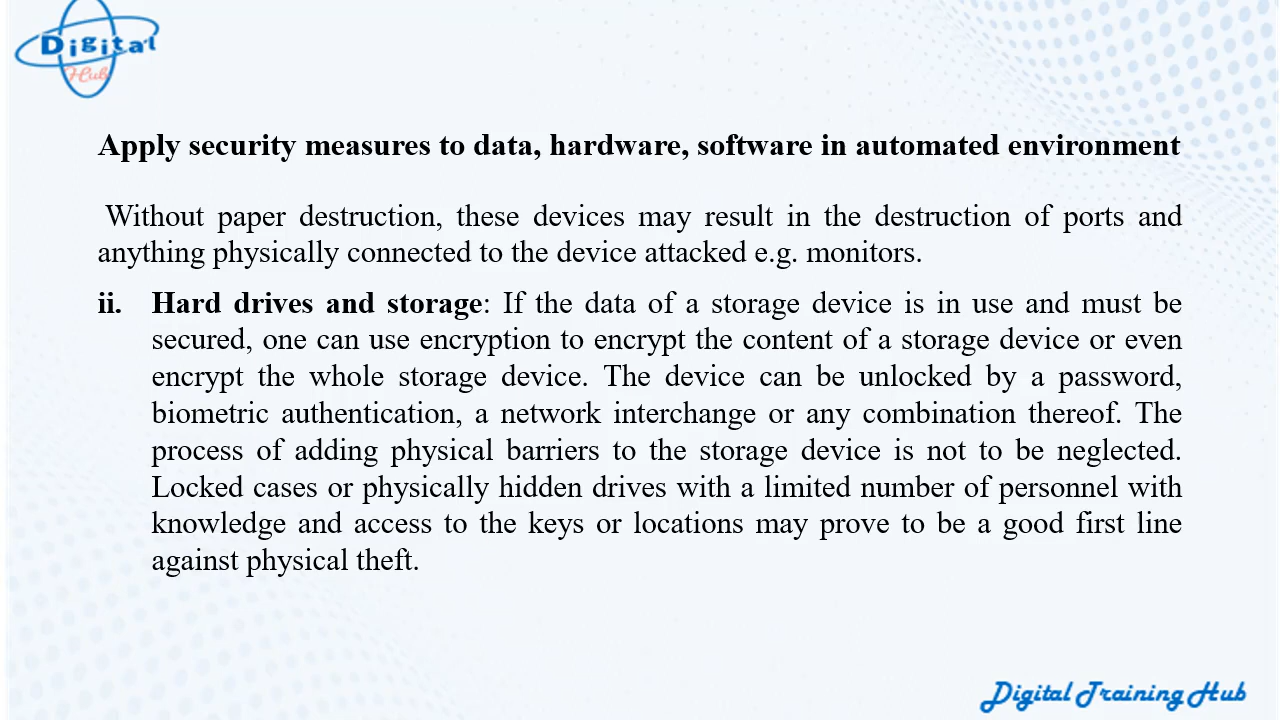 Digital
Hub
Apply security measures to data, hardware, software in automated environment
Without paper destruction, these devices may result in the destruction of ports and
anything physically connected to the device attacked e.g. monitors.
ii. Hard drives and storage: If the data of a storage device is in use and must be
secured, one can use encryption to encrypt the content of a storage device or even
encrypt the whole storage device. The device can be unlocked by a password,
biometric authentication, a network interchange or any combination thereof. The
process of adding physical barriers to the storage device is not to be neglected.
Locked cases or physically hidden drives with a limited number of personnel with
knowledge and access to the keys or locations may prove to be a good first line
against physical theft.
Digital Training Hub